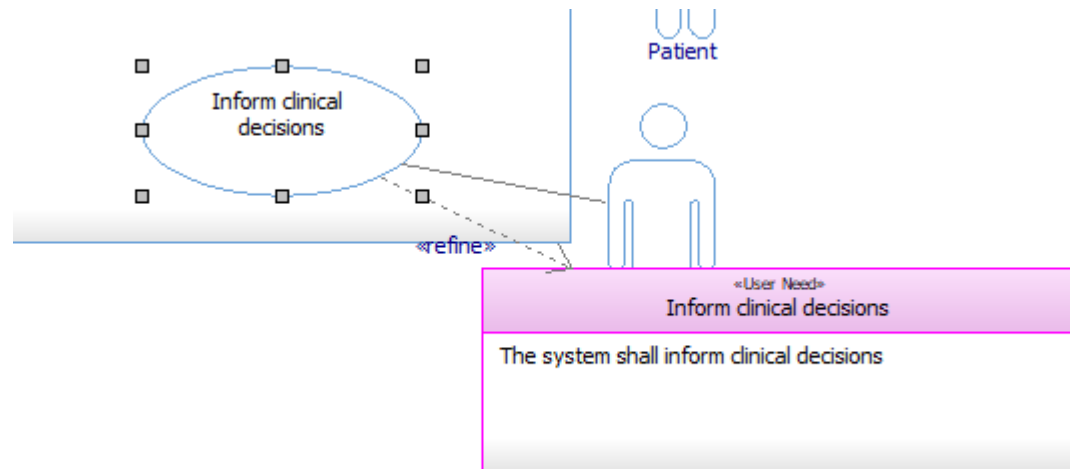 Patient
Inform clinical
decisions
«refine»
«User Need»
Inform clinical decisions
The system shall inform clinical decisions